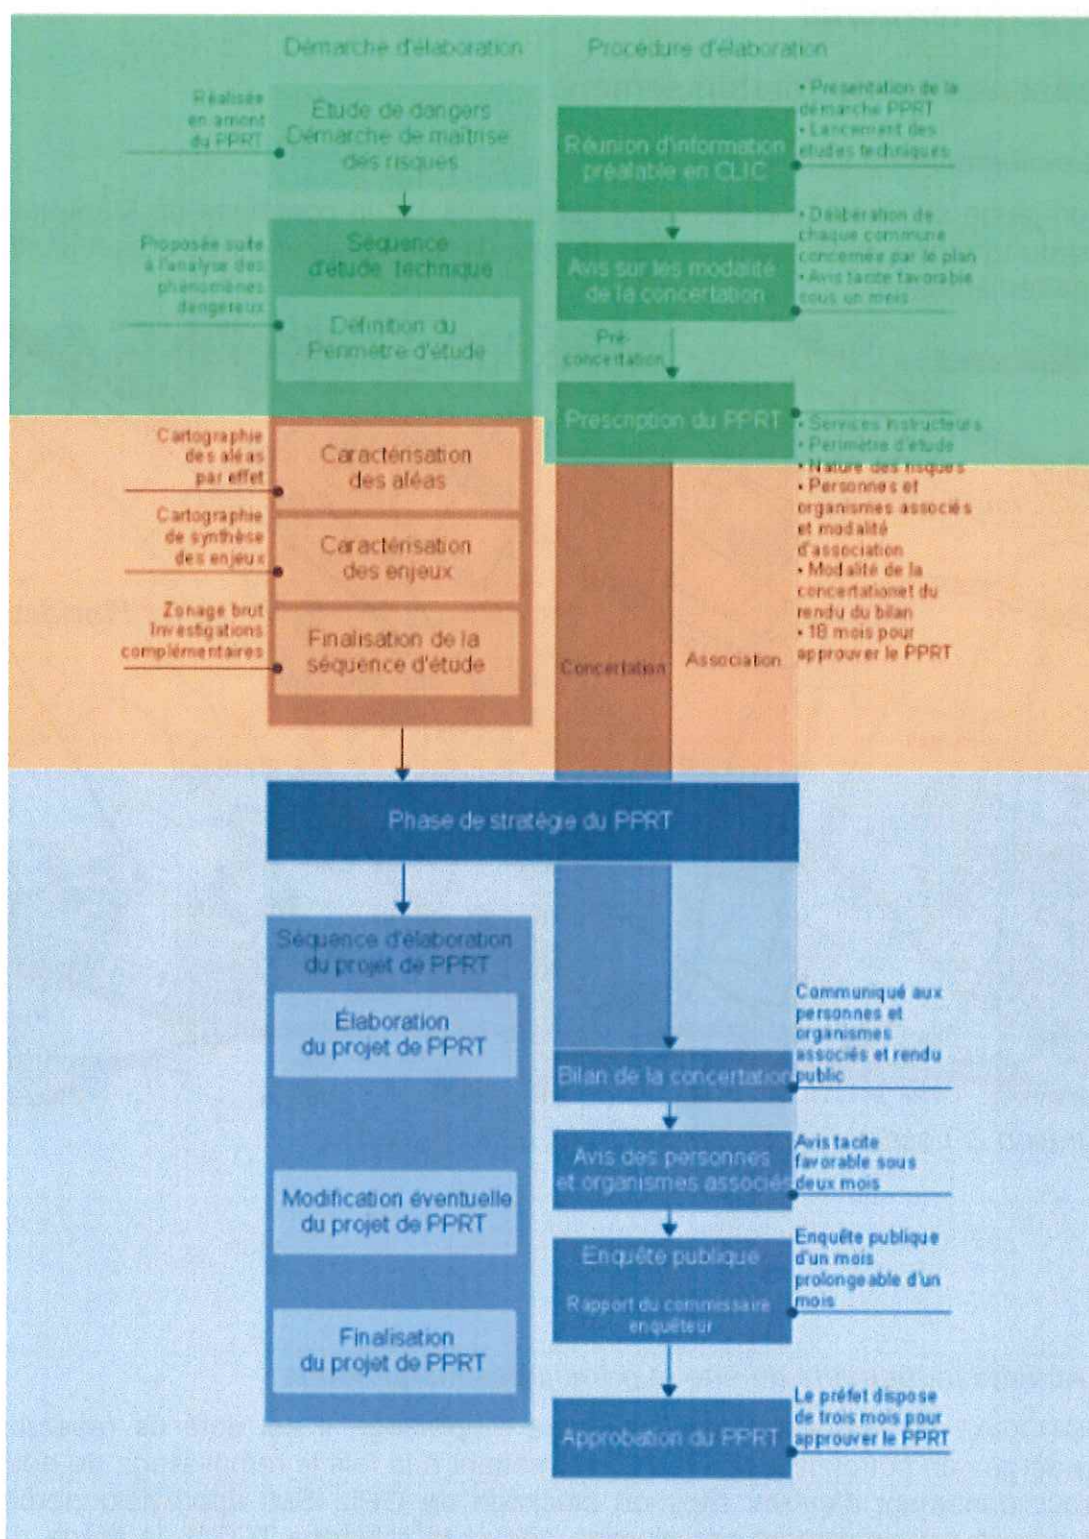 Démarche d'élaboration
Procédure d'élaboration
Réalisée
en amont
du PPRT
Étude de dangers
Démarche de maîtrise
des risques
Réunion d'information
préalable en CLIC
• Présentation de la
démarche PPRT
• Lancement des
études techniques
Proposée suite
à l'analyse des
phénomènes
dangereux
Séquence
d'étude technique
Définition du
Périmètre d'étude
Avis sur les modalité
de la concertation
• Délibération de
chaque commune
concernée par le plan
• Avis tacite favorable
sous un mois
Pré-
concertation
Prescription du PPRT
• Services instructeurs
• Périmètre d'étude
• Nature des risques
• Personnes et
organismes associés
et modalité
d'association
• Modalité de la
concertationet du
rendu du bilan
• 18 mois pour
approuver le PPRT
Cartographie
des aléas
par effet
Caractérisation
des aléas
Cartographie
de synthèse
des enjeux
Caractérisation
des enjeux
Zonage brut
Investigations
complémentaires
Finalisation de la
séquence d'étude
Concertation
Association
Phase de stratégie du PPRT
Séquence d'élaboration
du projet de PPRT
Élaboration
du projet de PPRT
Modification éventuelle
du projet de PPRT
Finalisation
du projet de PPRT
Bilan de la concertation
Communiqué aux
personnes et
organismes
associés et rendu
public
Avis des personnes
et organismes associés
Avis tacite
favorable sous
deux mois
Enquête publique
Rapport du commissaire
enquêteur
Enquête publique
d'un mois
prolongeable d'un
mois
Approbation du PPRT
Le préfet dispose
de trois mois pour
approuver le PPRT